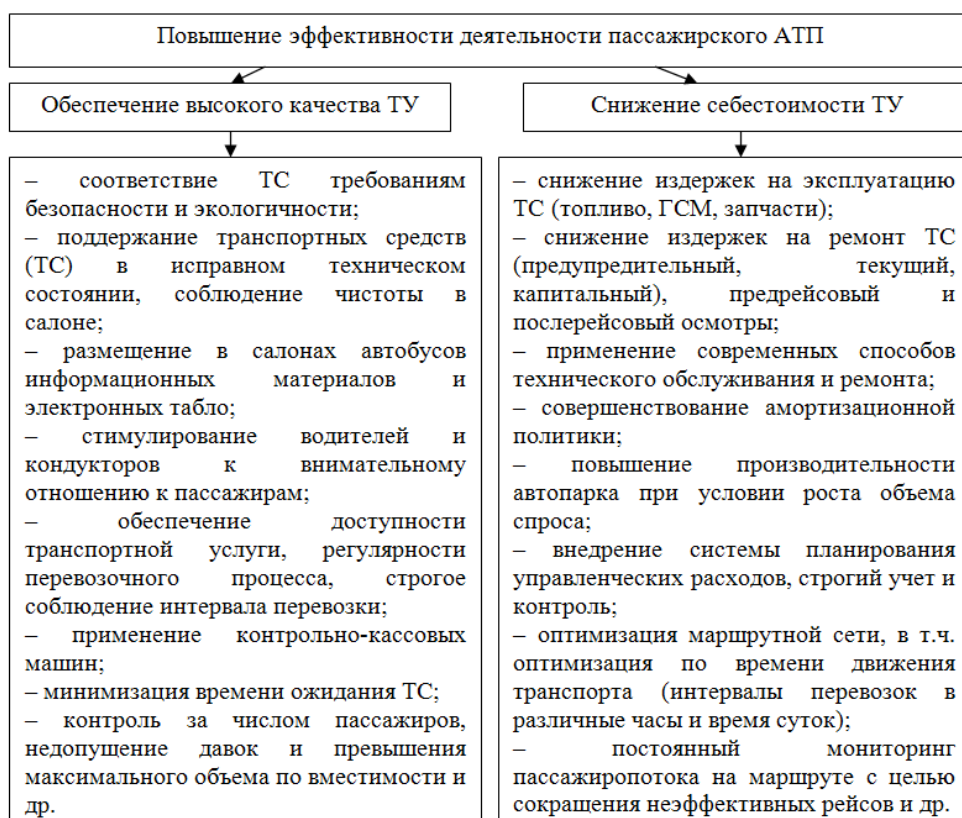 Повышение эффективности деятельности пассажирского АТП
Обеспечение высокого качества ТУ
Снижение себестоимости ТУ
– соответствие ТС требованиям
безопасности и экологичности;
– поддержание транспортных средств
(ТС) в исправном техническом
состоянии, соблюдение чистоты в
салоне;
– размещение в салонах автобусов
информационных материалов и
электронных табло;
– стимулирование водителей и
кондукторов к внимательному
отношению к пассажирам;
– обеспечение доступности
транспортной услуги, регулярности
перевозочного процесса, строгое
соблюдение интервала перевозки;
– применение контрольно-кассовых
машин;
– минимизация времени ожидания ТС;
– контроль за числом пассажиров,
недопущение давок и превышения
максимального объема по вместимости и
др.
– снижение издержек на эксплуатацию
ТС (топливо, ГСМ, запчасти);
– снижение издержек на ремонт ТС
(предупредительный, текущий,
капитальный), предрейсовый и
послерейсовый осмотры;
– применение современных способов
технического обслуживания и ремонта;
– совершенствование амортизационной
политики;
– повышение производительности
автопарка при условии роста объема
спроса;
– внедрение системы планирования
управленческих расходов, строгий учет и
контроль;
– оптимизация маршрутной сети, в т.ч.
оптимизация по времени движения
транспорта (интервалы перевозок в
различные часы и время суток);
– постоянный мониторинг
пассажиропотока на маршруте с целью
сокращения неэффективных рейсов и др.